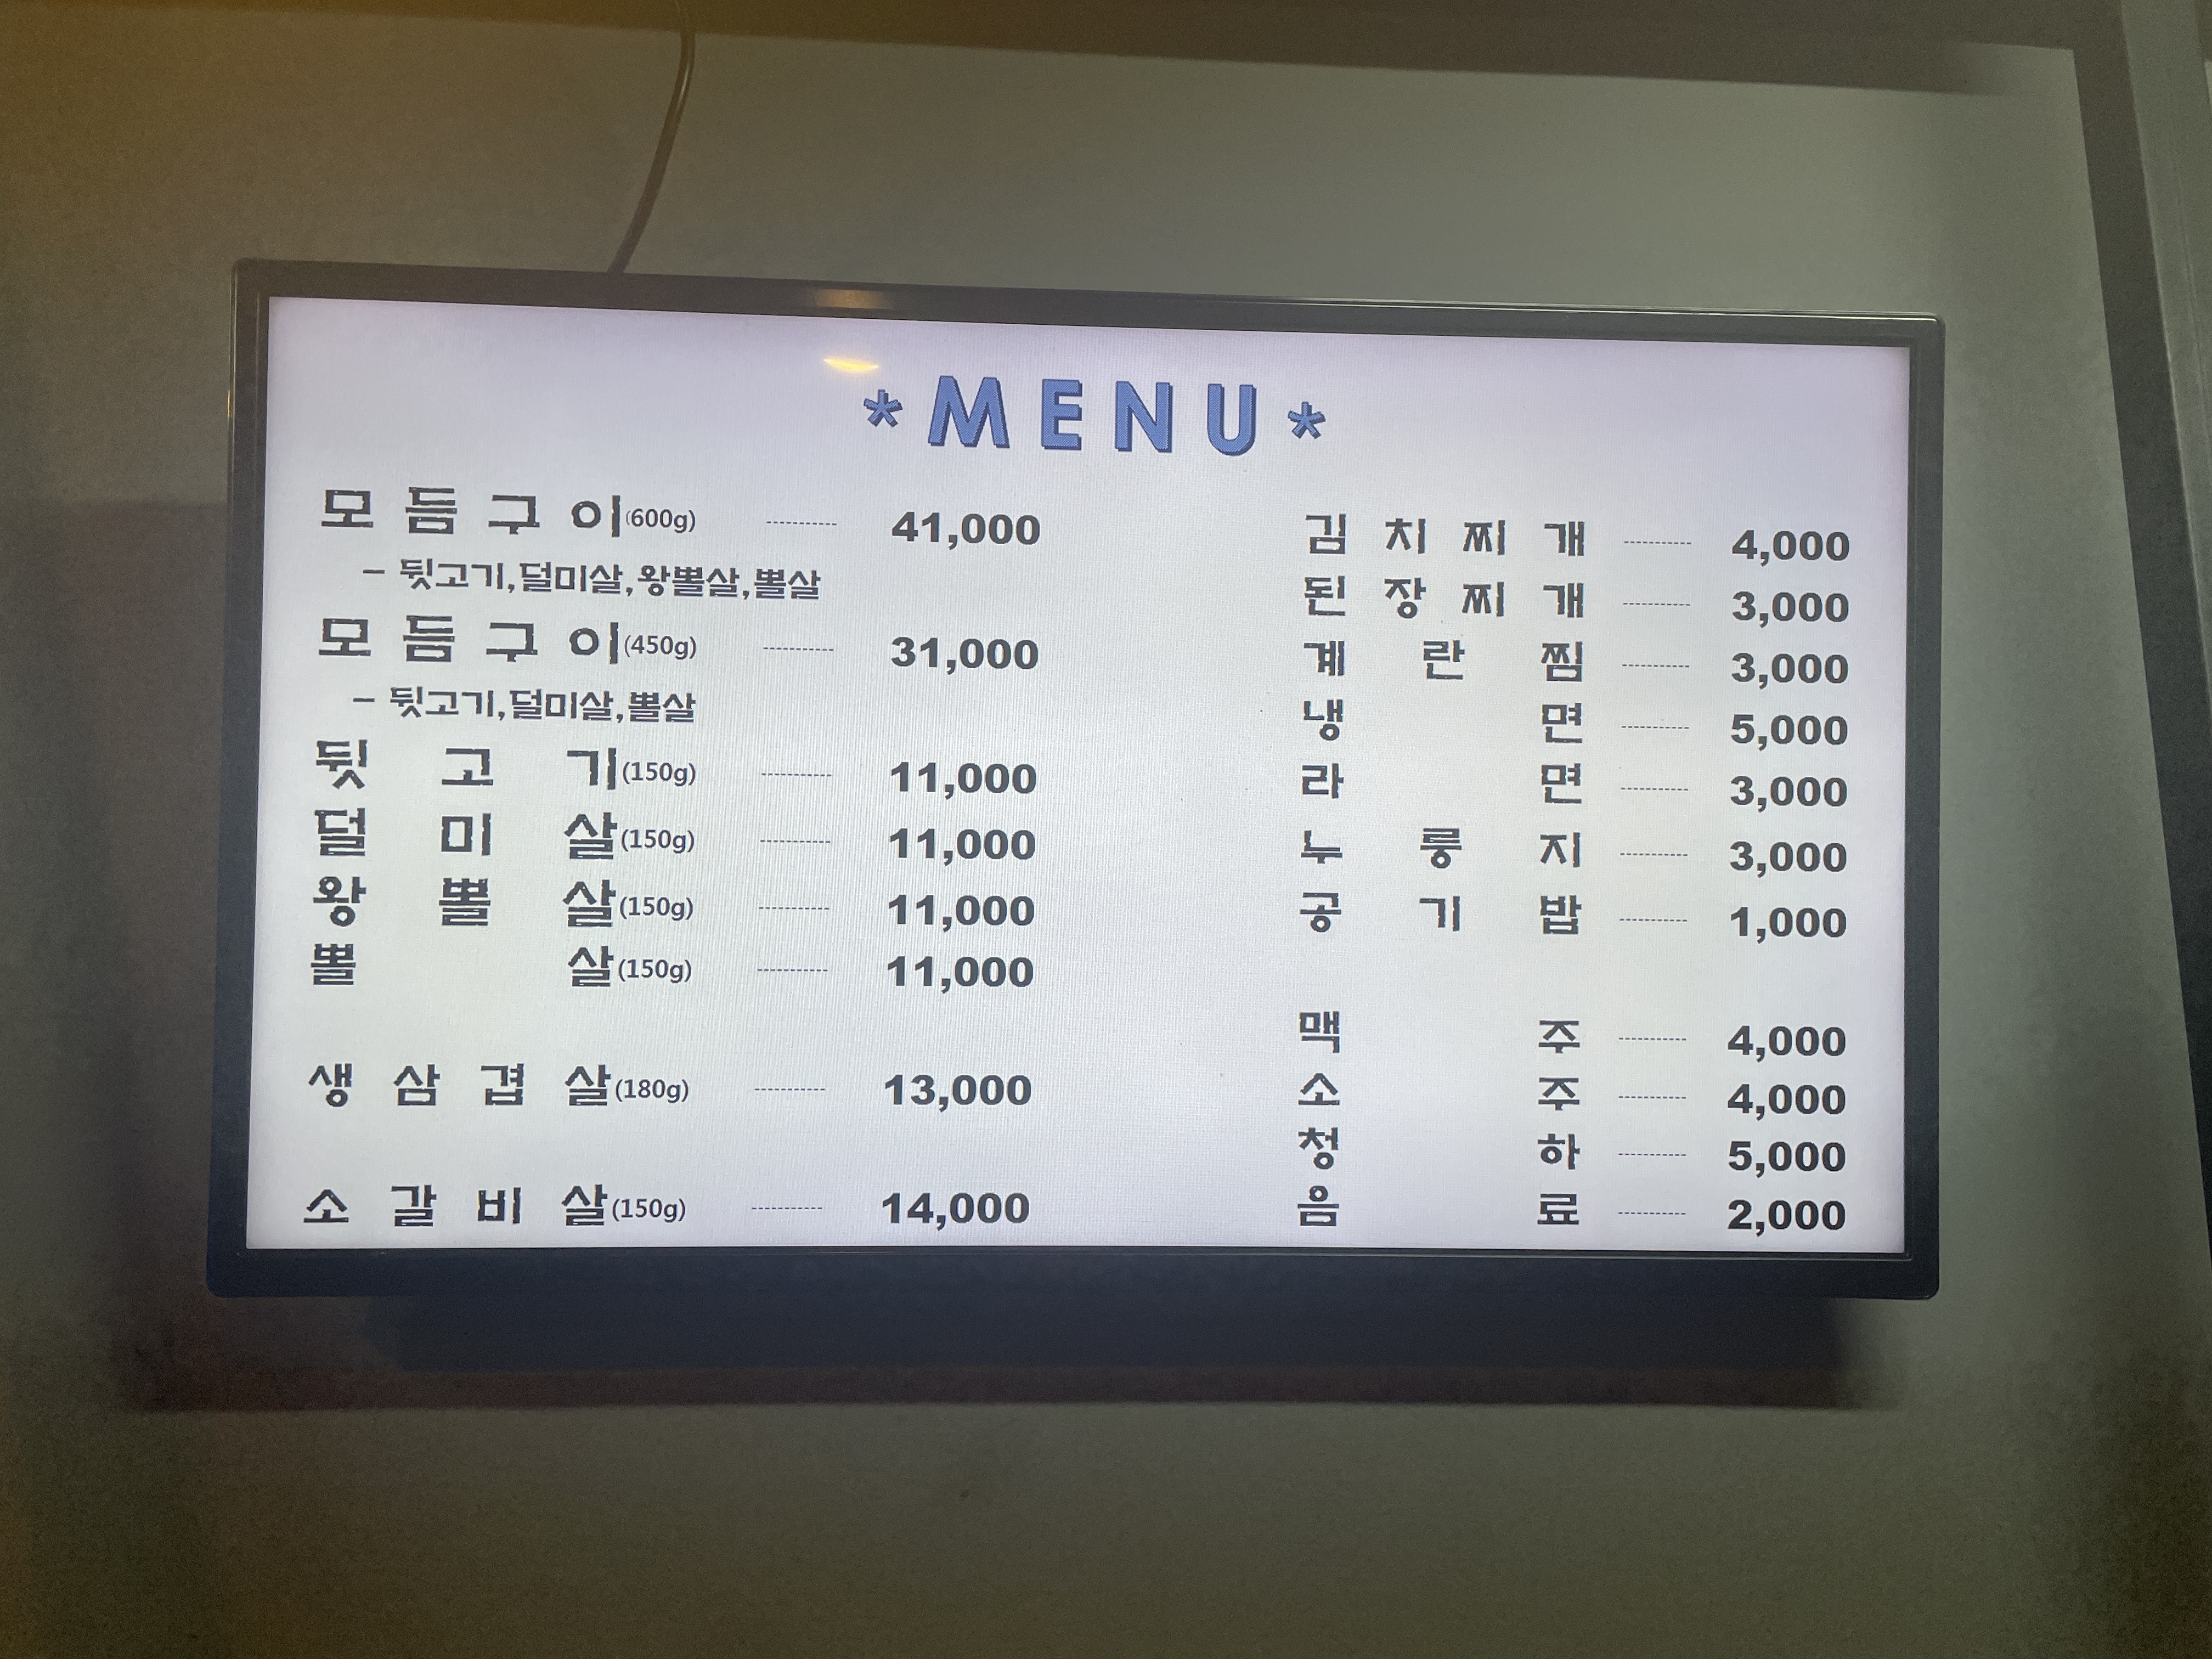 *MENU*
모듬구이(600g) ---------- 41,000
- 뒷고기,덜미살,왕뽈살,뽈살
모듬구이(450g) ---------- 31,000
- 뒷고기,덜미살,뽈살
뒷고기(150g) ---------- 11,000
덜미살(150g) ---------- 11,000
왕뽈살(150g) ---------- 11,000
뽈살(150g) ---------- 11,000
생삼겹살(180g) ---------- 13,000
소갈비살(150g) ---------- 14,000
김치찌개 ---------- 4,000
된장찌개 ---------- 3,000
계란찜 ---------- 3,000
냉면 ---------- 5,000
라면 ---------- 3,000
누룽지 ---------- 3,000
공기밥 ---------- 1,000
맥주 ---------- 4,000
소주 ---------- 4,000
청하 ---------- 5,000
음료 ---------- 2,000